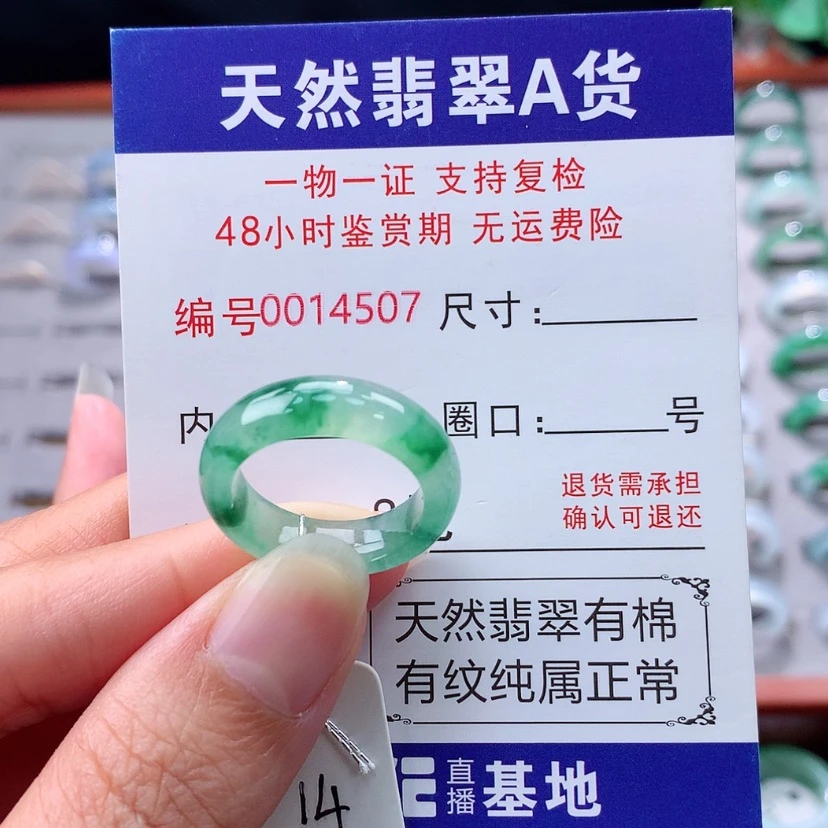 天然翡翠A货
一物一证 支持复检
48小时鉴赏期 无运费险
编号0014507 尺寸:
内 圈口: 号
退货需承担
确认可退还
天然翡翠有棉
有纹纯属正常
直播 基地
14